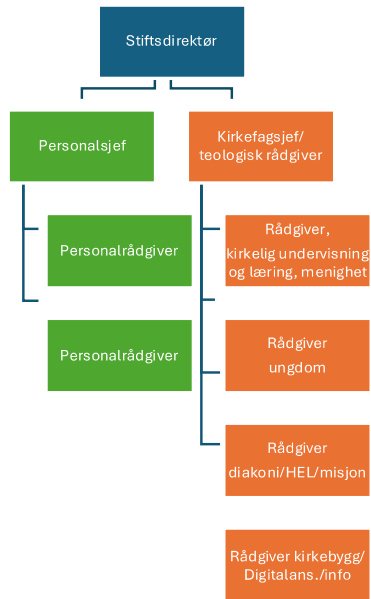 Stiftsdirektør
Personalsjef
Kirkefagsjef/
teologisk rådgiver
Personalrådgiver
Personalrådgiver
Rådgiver,
kirkelig undervisning
og læring, menighet
Rådgiver
ungdom
Rådgiver
diakoni/HEL/misjon
Rådgiver kirkebygg/
Digitalans./info